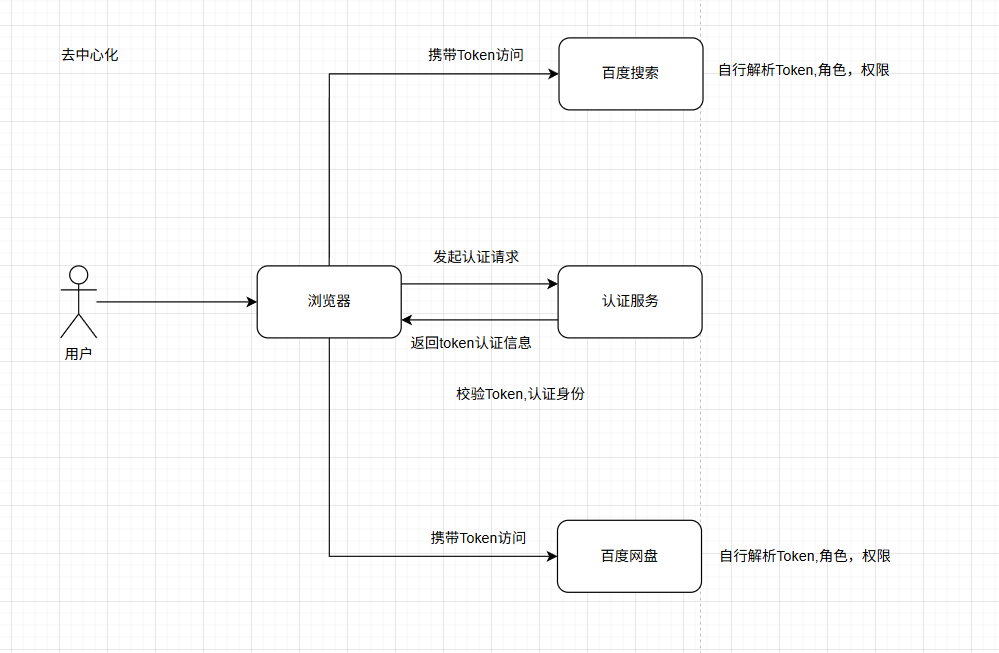 去中心化
携带Token访问
百度搜索
自行解析Token,角色，权限
发起认证请求
浏览器
认证服务
返回token认证信息
用户
校验Token,认证身份
携带Token访问
百度网盘
自行解析Token,角色，权限